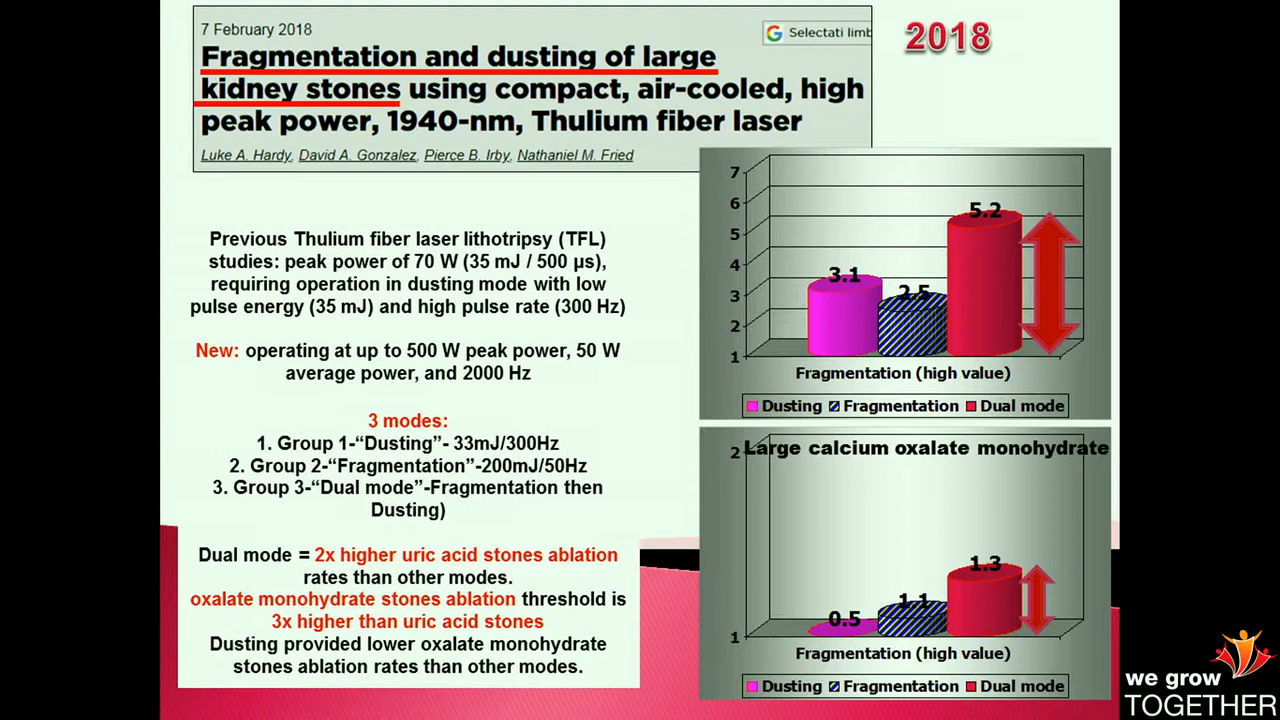 7 February 2018
Selectati limb
2018
Fragmentation and dusting of large
kidney stones using compact, air-cooled, high
peak power, 1940-nm, Thulium fiber laser
Luke A. Hardy, David A. Gonzalez, Pierce B. Irby, Nathaniel M. Fried
Previous Thulium fiber laser lithotripsy (TFL)
studies: peak power of 70 W (35 mJ / 500 µs),
requiring operation in dusting mode with low
pulse energy (35 mJ) and high pulse rate (300 Hz)
New: operating at up to 500 W peak power, 50 W
average power, and 2000 Hz
3 modes:
1. Group 1-“Dusting”- 33mJ/300Hz
2. Group 2-“Fragmentation”-200mJ/50Hz
3. Group 3-“Dual mode”-Fragmentation then
Dusting)
Dual mode = 2x higher uric acid stones ablation
rates than other modes.
oxalate monohydrate stones ablation threshold is
3x higher than uric acid stones
Dusting provided lower oxalate monohydrate
stones ablation rates than other modes.
7
6
5
4
3
2
1
3.1
2.5
5.2
Fragmentation (high value)
Dusting Fragmentation Dual mode
Large calcium oxalate monohydrate
2
1
0.5
1.1
1.3
Fragmentation (high value)
Dusting Fragmentation Dual mode
we grow
TOGETHER